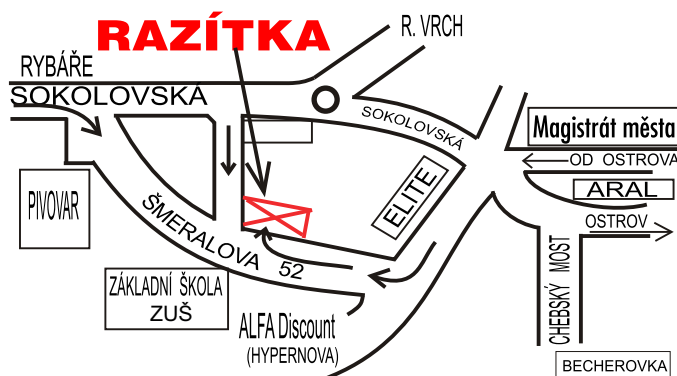 RAZÍTKA
R. VRCH
RYBÁŘE
SOKOLOVSKÁ
SOKOLOVSKÁ
Magistrát města
OD OSTROVA
ARAL
ELITE
PIVOVAR
ŠMERALOVA 52
OSTROV
ZÁKLADNÍ ŠKOLA
ZUŠ
CHEBSKÝ MOST
ALFA Discount
(HYPERNOVA)
BECHEROVKA